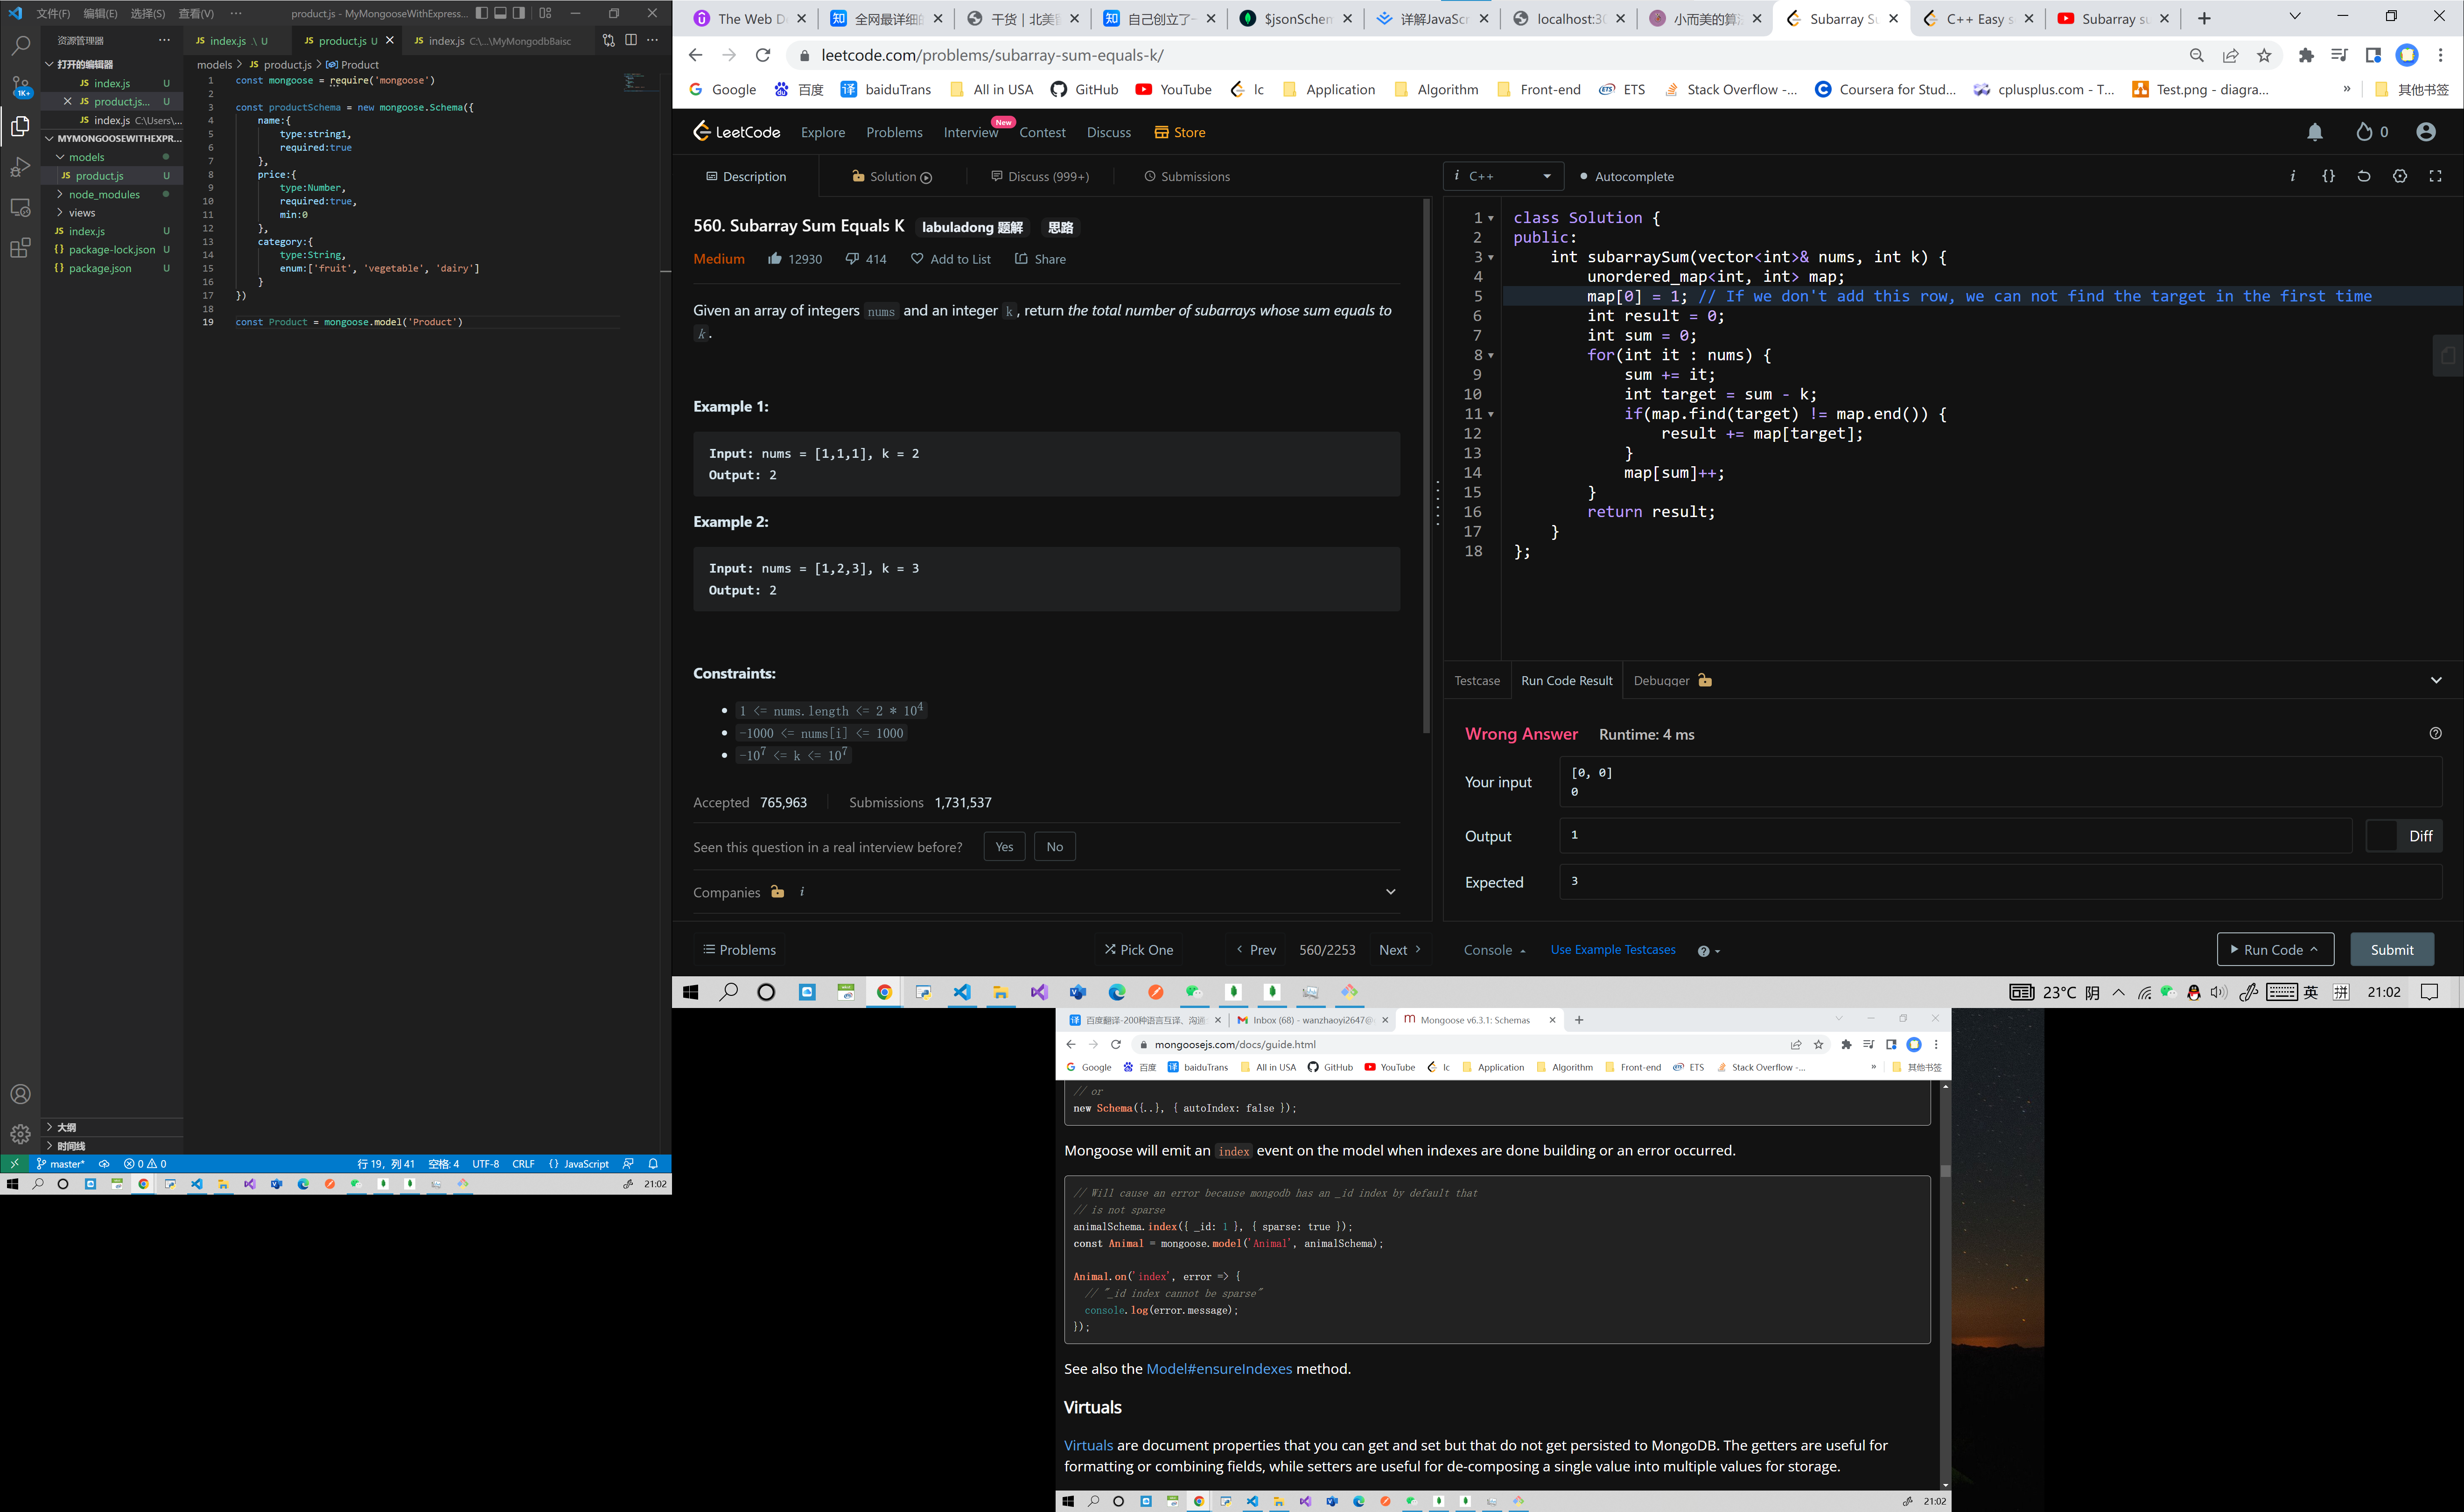 文件(F) 编辑(E) 选择(S) 查看(V) ··· product.js - MyMongooseWithExpress...
资源管理器 ···
index.js .\ U
product.js U
index.js C:\...\MyMongodbBaisc
打开的编辑器
index.js U
product.js... U
index.js C:\Users\...
MYMONGOOSEWITHEXPR...
models
product.js U
node_modules
views
index.js U
package-lock.json U
package.json U
1K+
大纲
时间线
models > product.js > Product
1 const mongoose = require('mongoose')
2
3 const productSchema = new mongoose.Schema({
4 name:{
5 type:string1,
6 required:true
7 },
8 price:{
9 type:Number,
10 required:true,
11 min:0
12 },
13 category:{
14 type:String,
15 enum:['fruit', 'vegetable', 'dairy']
16 }
17 })
18
19 const Product = mongoose.model('Product')
master* 0 0 行 19，列 41 空格: 4 UTF-8 CRLF {} JavaScript
21:02
The Web D
全网最详细的
干货 | 北美
自己创立了一
$jsonSchen
详解JavaScr
localhost:30
小而美的算
Subarray Su
C++ Easy s
Subarray su
leetcode.com/problems/subarray-sum-equals-k/
Google 百度 baiduTrans All in USA GitHub YouTube lc Application Algorithm Front-end ETS Stack Overflow -... Coursera for Stud... cplusplus.com - T... Test.png - diagra... » 其他书签
LeetCode Explore Problems Interview New Contest Discuss Store 0
Description Solution Discuss (999+) Submissions
560. Subarray Sum Equals K labuladong 题解 思路
Medium 12930 414 Add to List Share
Given an array of integers nums and an integer k, return the total number of subarrays whose sum equals to
k.
Example 1:
Input: nums = [1,1,1], k = 2
Output: 2
Example 2:
Input: nums = [1,2,3], k = 3
Output: 2
Constraints:
1 <= nums.length <= 2 * 10⁴
-1000 <= nums[i] <= 1000
-10⁷ <= k <= 10⁷
Accepted 765,963 Submissions 1,731,537
Seen this question in a real interview before? Yes No
Companies i
Problems Pick One Prev 560/2253 Next
i C++ Autocomplete
1 class Solution {
2 public:
3 int subarraySum(vector<int>& nums, int k) {
4 unordered_map<int, int> map;
5 map[0] = 1; // If we don't add this row, we can not find the target in the first time
6 int result = 0;
7 int sum = 0;
8 for(int it : nums) {
9 sum += it;
10 int target = sum - k;
11 if(map.find(target) != map.end()) {
12 result += map[target];
13 }
14 map[sum]++;
15 }
16 return result;
17 }
18 };
Testcase Run Code Result Debugger
Wrong Answer Runtime: 4 ms
Your input
[0, 0]
0
Output 1 Diff
Expected 3
Console Use Example Testcases Run Code Submit
23°C 阴 英 拼 21:02
百度翻译-200种语言互译、沟通
Inbox (68) - wanzhaoyi2647@
Mongoose v6.3.1: Schemas
mongoosejs.com/docs/guide.html
Google 百度 baiduTrans All in USA GitHub YouTube lc Application Algorithm Front-end ETS Stack Overflow -... » 其他书签
// or
new Schema({..}, { autoIndex: false });
Mongoose will emit an index event on the model when indexes are done building or an error occurred.
// Will cause an error because mongodb has an _id index by default that
// is not sparse
animalSchema.index({ _id: 1 }, { sparse: true });
const Animal = mongoose.model('Animal', animalSchema);
Animal.on('index', error => {
// "_id index cannot be sparse"
console.log(error.message);
});
See also the Model#ensureIndexes method.
Virtuals
Virtuals are document properties that you can get and set but that do not get persisted to MongoDB. The getters are useful for
formatting or combining fields, while setters are useful for de-composing a single value into multiple values for storage.
21:02